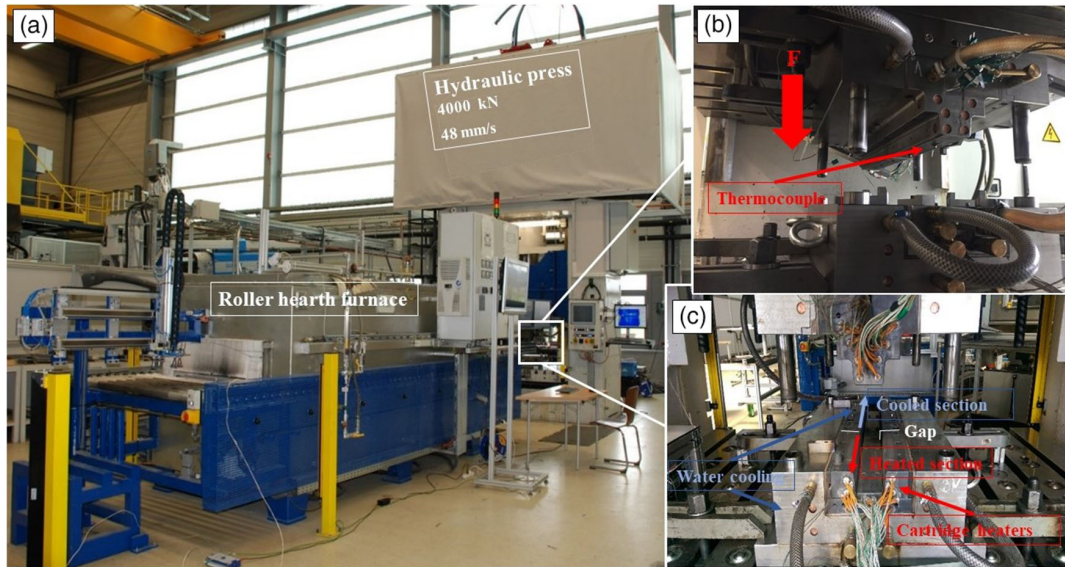 (a)
Hydraulic press
4000 kN
48 mm/s
Roller hearth furnace
(b)
F
Thermocouple
(c)
Cooled section
Gap
Heated section
Water cooling
Cartridge heaters